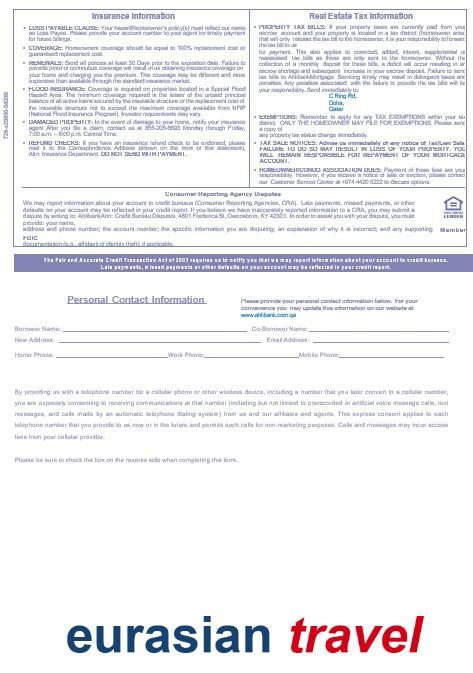 Insurance Information
• LOSS PAYABLE CLAUSE: Your hazard/homeowner's policy(s) must reflect our name
as Loss Payee. Please provide your account number to your agent for timely payment
for future billings.
• COVERAGE: Homeowners coverage should be equal to 100% replacement cost or
guaranteed replacement cost.
• RENEWALS: Send all policies at least 30 Days prior to the expiration date. Failure to
provide proof of continuous coverage will result in us obtaining insurance coverage on
your home and charging you the premium. This coverage may be different and more
expensive than available through the standard insurance market.
• FLOOD INSURANCE: Coverage is required on properties located in a Special Flood
Hazard Area. The minimum coverage required is the lesser of the unpaid principal
balance of all active loans secured by the insurable structure or the replacement cost of
the insurable structure not to exceed the maximum coverage available from NFIP
(National Flood Insurance Program). Investor requirements may vary.
• DAMAGED PROPERTY: In the event of damage to your home, notify your insurance
agent. After you file a claim, contact us at 855-205-6893 Monday through Friday,
7:00 a.m. – 8:00 p.m. Central Time.
• REFUND CHECKS: If you have an insurance refund check to be endorsed, please
mail it to the Correspondence Address (shown on the front of this statement),
Attn: Insurance Department. DO NOT SEND WITH PAYMENT.
Real Estate Tax Information
• PROPERTY TAX BILLS: If your property taxes are currently paid from your
escrow account and your property is located in a tax district (homeowner area)
that will only release the tax bill to the homeowner, it is your responsibility to forward
the tax bill to us
for payment. This also applies to corrected, added, interim, supplemental or
reassessed tax bills as these are only sent to the homeowner. Without the
collection of a monthly deposit for these tax bills, a deficit will occur resulting in an
escrow shortage and subsequent increase in your escrow deposit. Failure to send
tax bills to Ahlibank Mortgage Servicing timely may result in delinquent taxes and
penalties. Any penalties associated with the failure to provide the tax bills will be
your responsibility. Send immediately to:
C Ring Rd,
Doha,
Qatar
• EXEMPTIONS: Remember to apply for any TAX EXEMPTIONS within your tax
district. ONLY THE HOMEOWNER MAY FILE FOR EXEMPTIONS. Please send
a copy of
any property tax status change immediately.
• TAX SALE NOTICES: Advise us immediately of any notice of Tax/Lien Sale.
FAILURE TO DO SO MAY RESULT IN LOSS OF YOUR PROPERTY. YOU
WILL REMAIN RESPONSIBLE FOR REPAYMENT OF YOUR MORTGAGE
ACCOUNT.
• HOMEOWNER/CONDO ASSOCIATION DUES: Payment of these fees are your
responsibility. However, if you receive a notice of sale or eviction, please contact
our Customer Service Center at +974 4420 5222 to discuss options.
Consumer Reporting Agency Disputes
We may report information about your account to credit bureaus (Consumer Reporting Agencies, CRA). Late payments, missed payments, or other
defaults on your account may be reflected in your credit report. If you believe we have inaccurately reported information to a CRA, you may submit a
dispute by writing to: Ahlibank Attn: Credit Bureau Disputes, 4801 Frederica St, Owensboro, KY 42301. In order to assist you with your dispute, you must
provide: your name,
address and phone number; the account number; the specific information you are disputing; an explanation of why it is incorrect; and any supporting
FDIC
documentation (e.g., affidavit of identity theft), if applicable.
LENDER
Member
The Fair and Accurate Credit Transaction Act of 2003 requires us to notify you that we may report information about your account to credit bureaus.
Late payments, missed payments or other defaults on your account may be reflected in your credit report.
Personal Contact Information
Please provide your personal contact information below. For your
convenience you may update this information on our website at
www.ahlibank.com.qa
Borrower Name: Co-Borrower Name:
New Address: Email Address:
Home Phone: Work Phone: Mobile Phone:
By providing us with a telephone number for a cellular phone or other wireless device, including a number that you later convert to a cellular number,
you are expressly consenting to receiving communications at that number (including but not limited to prerecorded or artificial voice message calls, text
messages, and calls made by an automatic telephone dialing system) from us and our affiliates and agents. This express consent applies to each
telephone number that you provide to us now or in the future and permits such calls for non-marketing purposes. Calls and messages may incur access
fees from your cellular provider.
Please be sure to check the box on the reverse side when completing this form.
eurasian travel